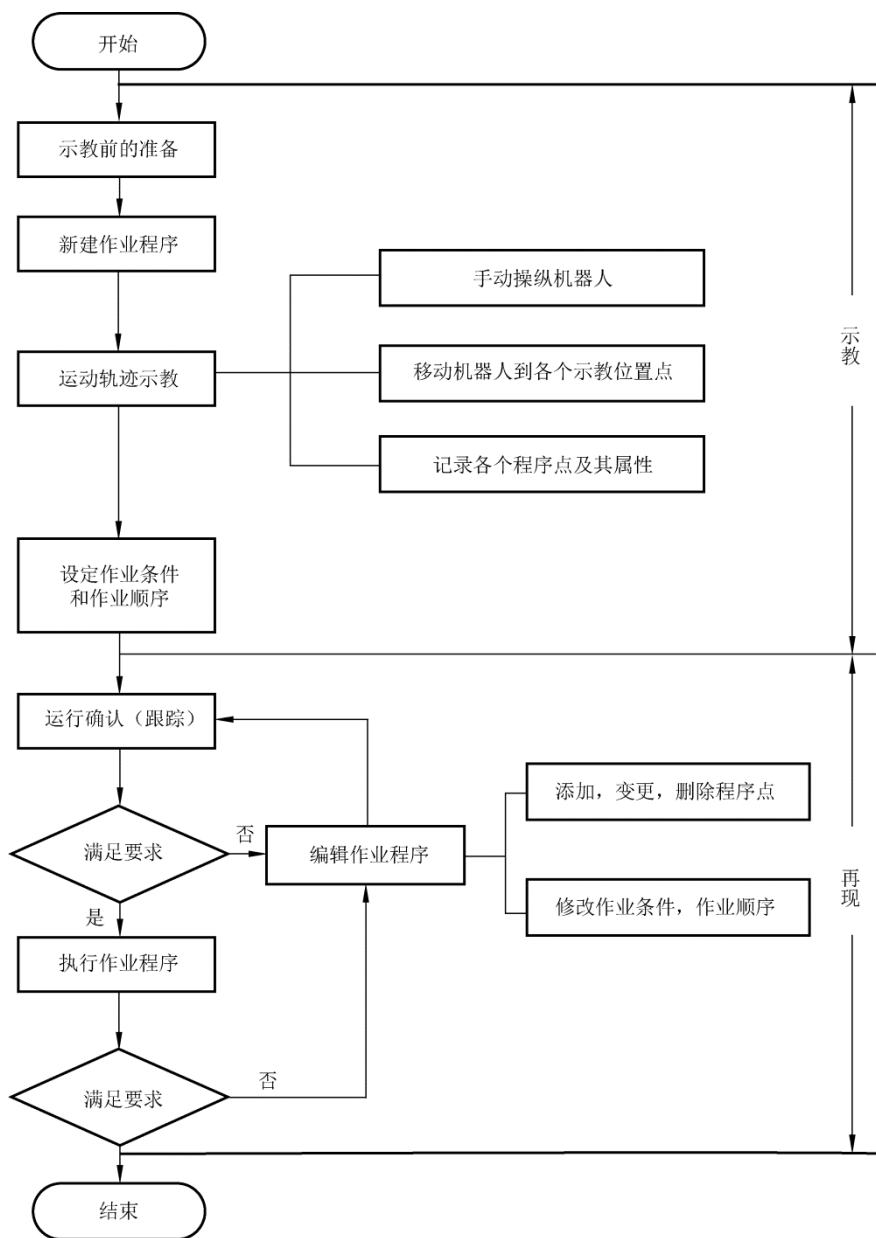 开始
示教前的准备
新建作业程序
手动操纵机器人
运动轨迹示教
移动机器人到各个示教位置点
记录各个程序点及其属性
示教
设定作业条件
和作业顺序
运行确认（跟踪）
添加，变更，删除程序点
满足要求
否
编辑作业程序
修改作业条件，作业顺序
再现
是
执行作业程序
满足要求
否
结束